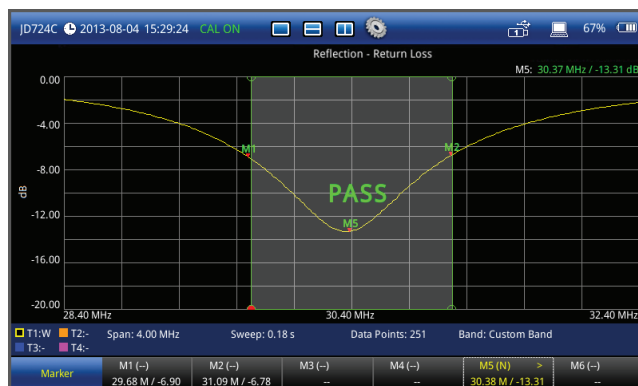 JD724C 2013-08-04 15:29:24 CAL ON 67%
Reflection - Return Loss
M5: 30.37 MHz / -13.31 dB
0.00
-4.00
-8.00
-12.00
-16.00
-20.00
dB
M1
M2
PASS
M5
28.40 MHz 30.40 MHz 32.40 MHz
T1:W T2:- Span: 4.00 MHz Sweep: 0.18 s Data Points: 251 Band: Custom Band
T3:- T4:-
Marker M1 (--) M2 (--) M3 (--) M4 (--) M5 (N) > M6 (--)
29.68 M / -6.90 31.09 M / -6.78 -- -- 30.38 M / -13.31 --